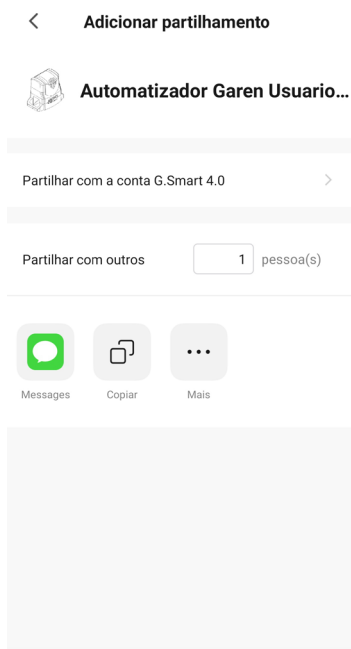 Adicionar partilhamento
Automatizador Garen Usuario...
Partilhar com a conta G.Smart 4.0
Partilhar com outros 1 pessoa(s)
Messages Copiar Mais